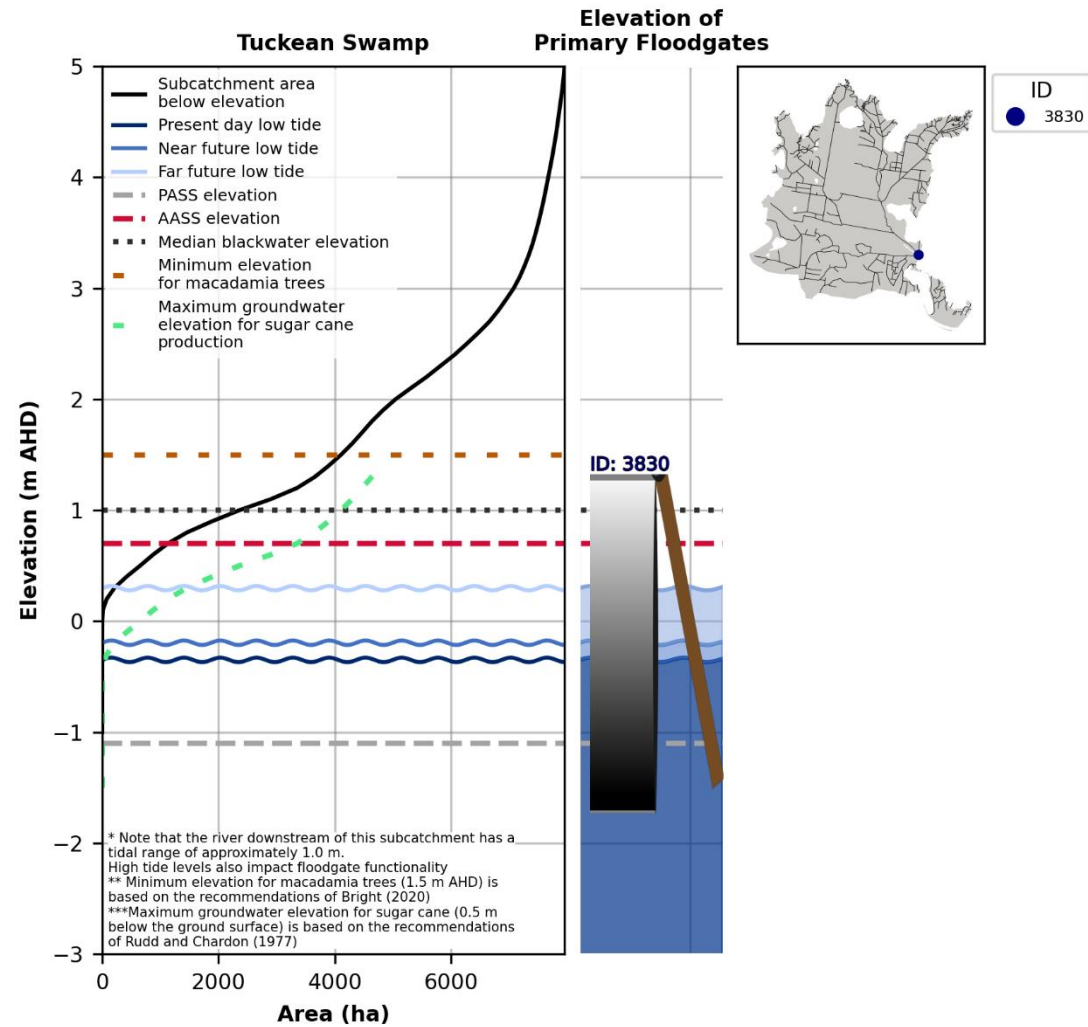 Tuckean Swamp
Elevation of
Primary Floodgates
Subcatchment area
below elevation
Present day low tide
Near future low tide
Far future low tide
PASS elevation
AASS elevation
Median blackwater elevation
Minimum elevation
for macadamia trees
Maximum groundwater
elevation for sugar cane
production
ID
3830
5
4
3
2
1
0
−1
−2
−3
Elevation (m AHD)
ID: 3830
* Note that the river downstream of this subcatchment has a
tidal range of approximately 1.0 m.
High tide levels also impact floodgate functionality
** Minimum elevation for macadamia trees (1.5 m AHD) is
based on the recommendations of Bright (2020)
***Maximum groundwater elevation for sugar cane (0.5 m
below the ground surface) is based on the recommendations
of Rudd and Chardon (1977)
0 2000 4000 6000
Area (ha)